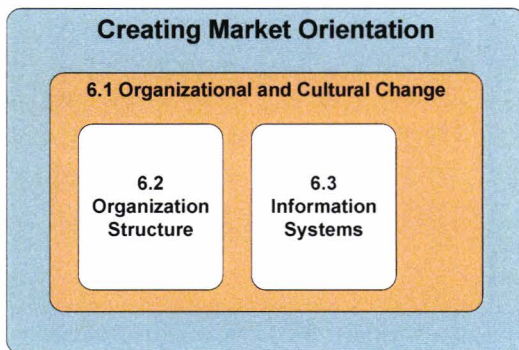 Creating Market Orientation
6.1 Organizational and Cultural Change
6.2
Organization
Structure
6.3
Information
Systems